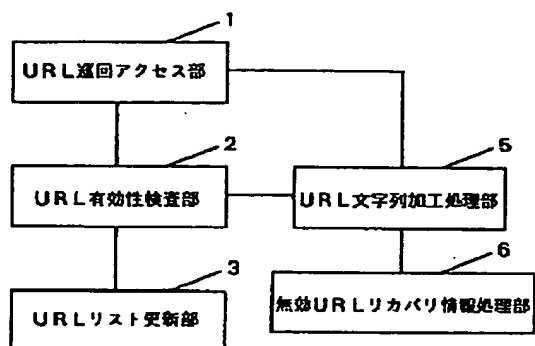 1
URL巡回アクセス部
2
URL有効性検査部
5
URL文字列加工処理部
3
URLリスト更新部
6
無効URLリカバリ情報処理部